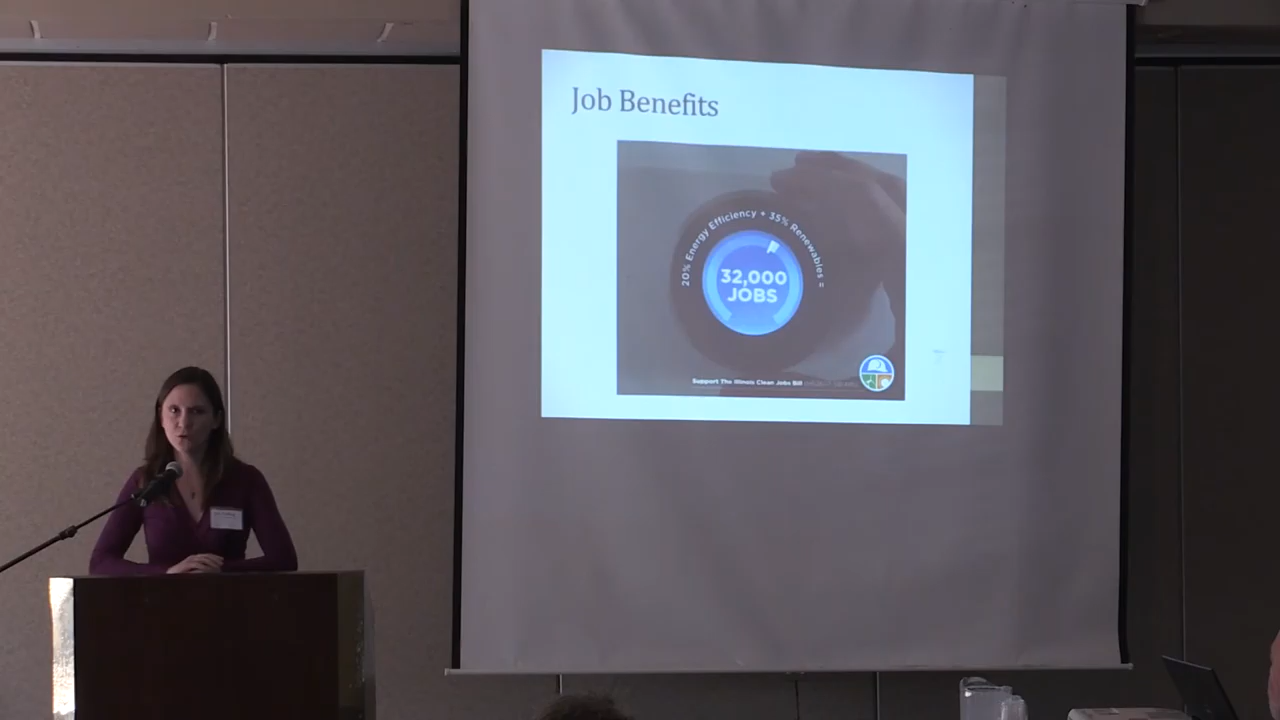 Job Benefits
20% Energy Efficiency + 35% Renewables =
32,000
JOBS
Support The Illinois Clean Jobs Bill